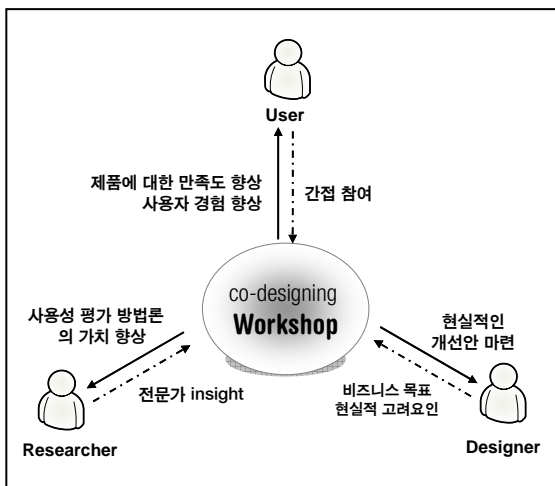 User
제품에 대한 만족도 향상
사용자 경험 향상
간접 참여
co-designing
Workshop
사용성 평가 방법론
의 가치 향상
현실적인
개선안 마련
전문가 insight
비즈니스 목표
현실적 고려요인
Researcher
Designer